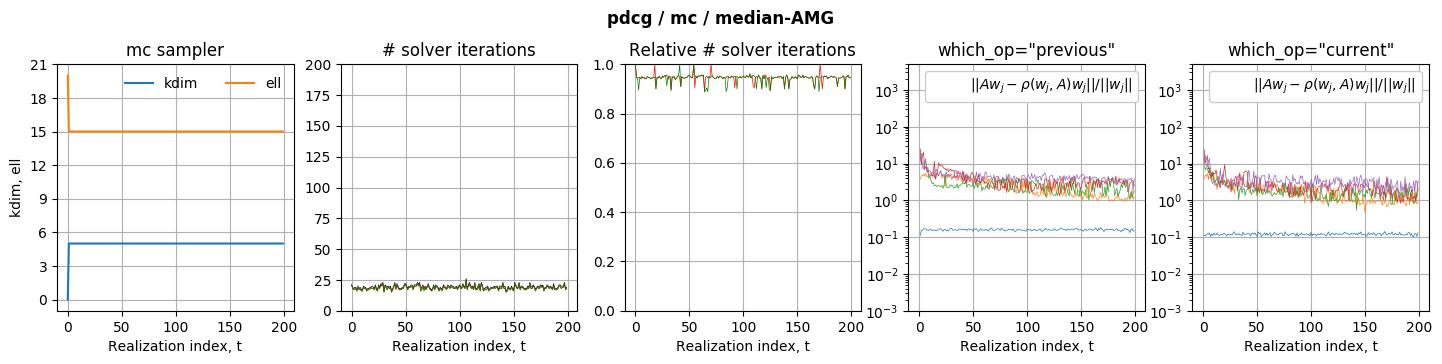 pdcg / mc / median-AMG
mc sampler
kdim
ell
kdim, ell
21
18
15
12
9
6
3
0
0 50 100 150 200
Realization index, t
# solver iterations
200
175
150
125
100
75
50
25
0
0 50 100 150 200
Realization index, t
Relative # solver iterations
1.0
0.8
0.6
0.4
0.2
0.0
0 50 100 150 200
Realization index, t
which_op="previous"
||Aw_j − ρ(w_j, A)w_j||/||w_j||
10^3
10^2
10^1
10^0
10^−1
10^−2
10^−3
0 50 100 150 200
Realization index, t
which_op="current"
||Aw_j − ρ(w_j, A)w_j||/||w_j||
10^3
10^2
10^1
10^0
10^−1
10^−2
10^−3
0 50 100 150 200
Realization index, t